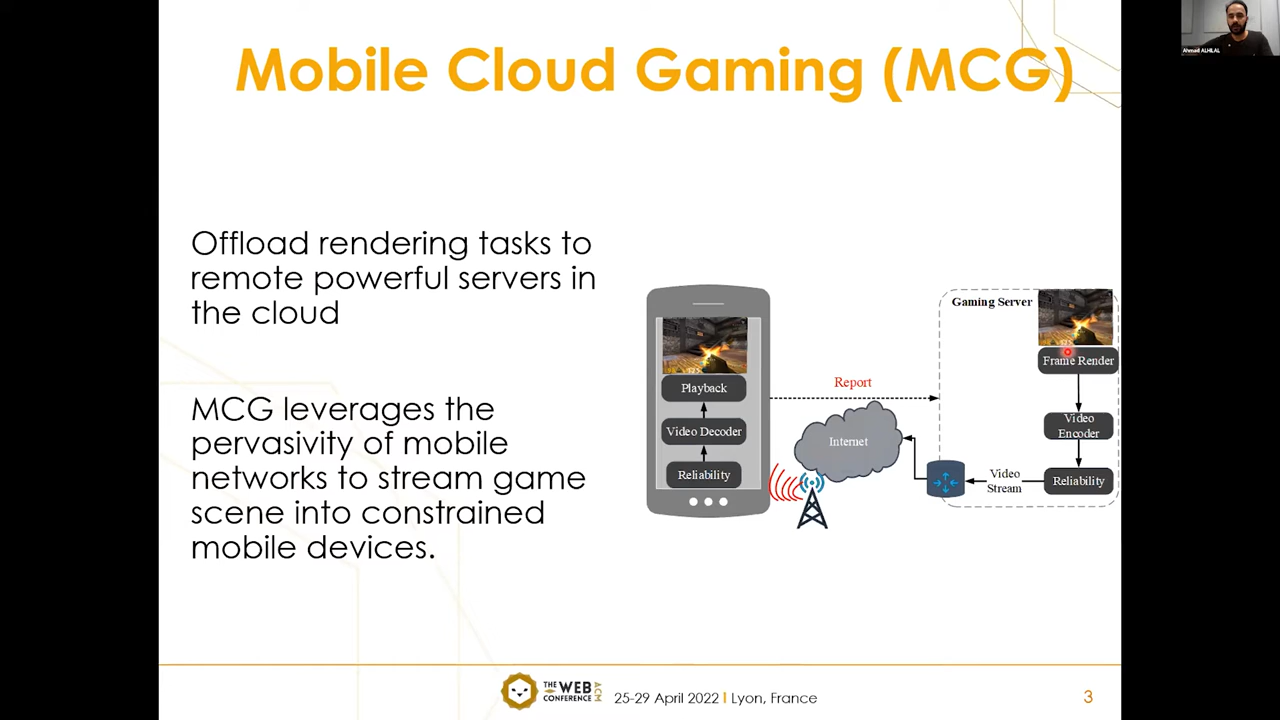 Mobile Cloud Gaming (MCG)
Ahmad ALHILAL
Offload rendering tasks to
remote powerful servers in
the cloud
MCG leverages the
pervasivity of mobile
networks to stream game
scene into constrained
mobile devices.
Playback
Video Decoder
Reliability
Report
Internet
Gaming Server
Frame Render
Video
Encoder
Reliability
Video
Stream
THE WEB
CONFERENCE
ACM
25-29 April 2022 I Lyon, France
3